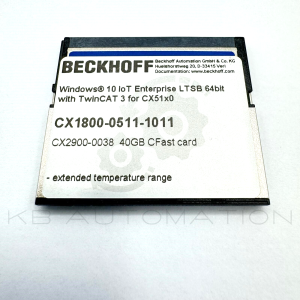 BECKHOFF
Beckhoff Automation GmbH & Co. KG
Huelshorstweg 20, D-33415 Verl
Windows® 10 IoT Enterprise LTSB 64bit
with TwinCAT 3 for CX51x0
CX1800-0511-1011
CX2900-0038 40GB CFast card
- extended temperature range
KB AUTOMATION